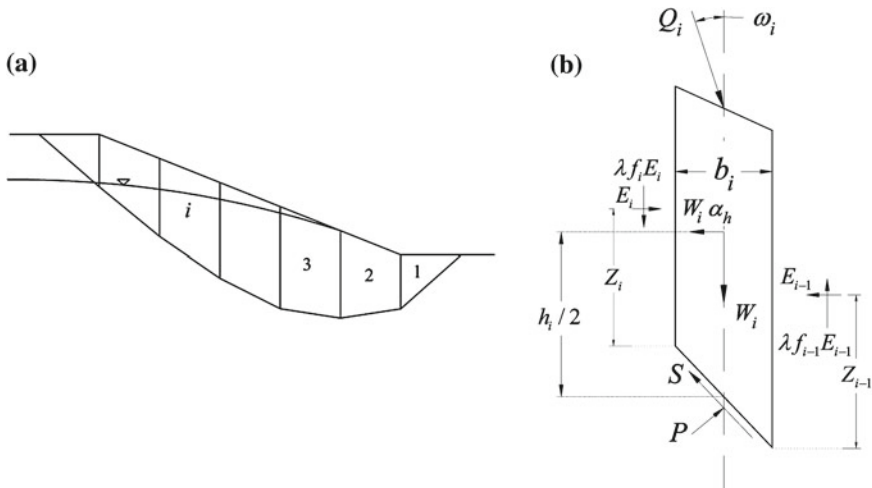 (a)
i
3
2
1
(b)
Q_i
ω_i
b_i
λf_iE_i
E_i
W_i α_h
Z_i
h_i/2
W_i
E_{i-1}
λf_{i-1}E_{i-1}
Z_{i-1}
S
P